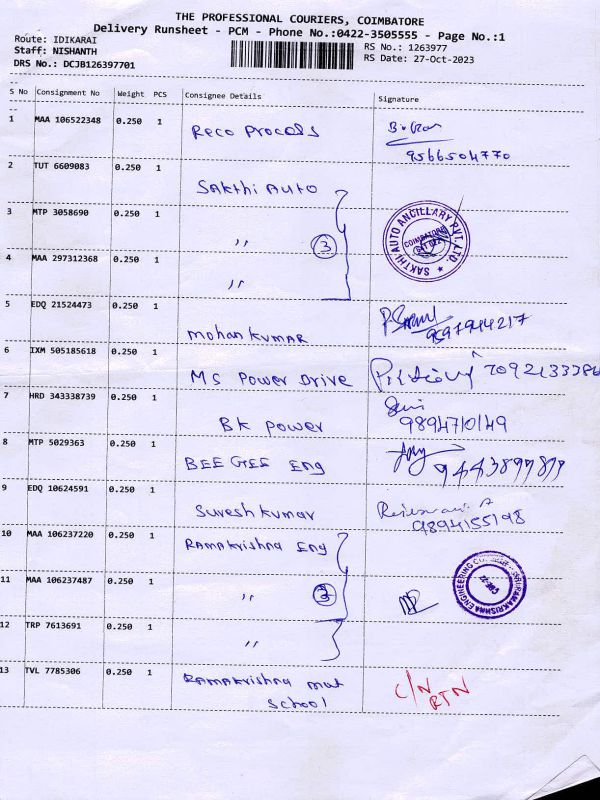 THE PROFESSIONAL COURIERS, COIMBATORE
Delivery Runsheet - PCM - Phone No.:0422-3505555 - Page No.:1
Route: IDIKARAI
RS No.: 1263977
Staff: NISHANTH
RS Date: 27-Oct-2023
DRS No.: DCJB126397701
S No Consignment No Weight PCS Consignee Details Signature
1 MAA 106522348 0.250 1 Reco Process
9566504770
2 TUT 6609083 0.250 1 Sakthi Auto
3 MTP 3058690 0.250 1 〃 3
SAKTHI AUTO ANCILLARY PVT. LTD.
COIMBATORE
4 MAA 297312368 0.250 1 〃
5 EDQ 21524473 0.250 1 Mohan kumar
6 IXM 505185618 0.250 1 MS Power Drive
7 HRD 343338739 0.250 1 BK power
9894710149
8 MTP 5029363 0.250 1 BEE GEE Eng
9 EDQ 10624591 0.250 1 Suresh kumar
9894155198
10 MAA 106237220 0.250 1 Ramakrishna Eng
11 MAA 106237487 0.250 1 〃
12 TRP 7613691 0.250 1 〃
13 TVL 7785306 0.250 1 Ramakrishna mat
School
C/N
RTN